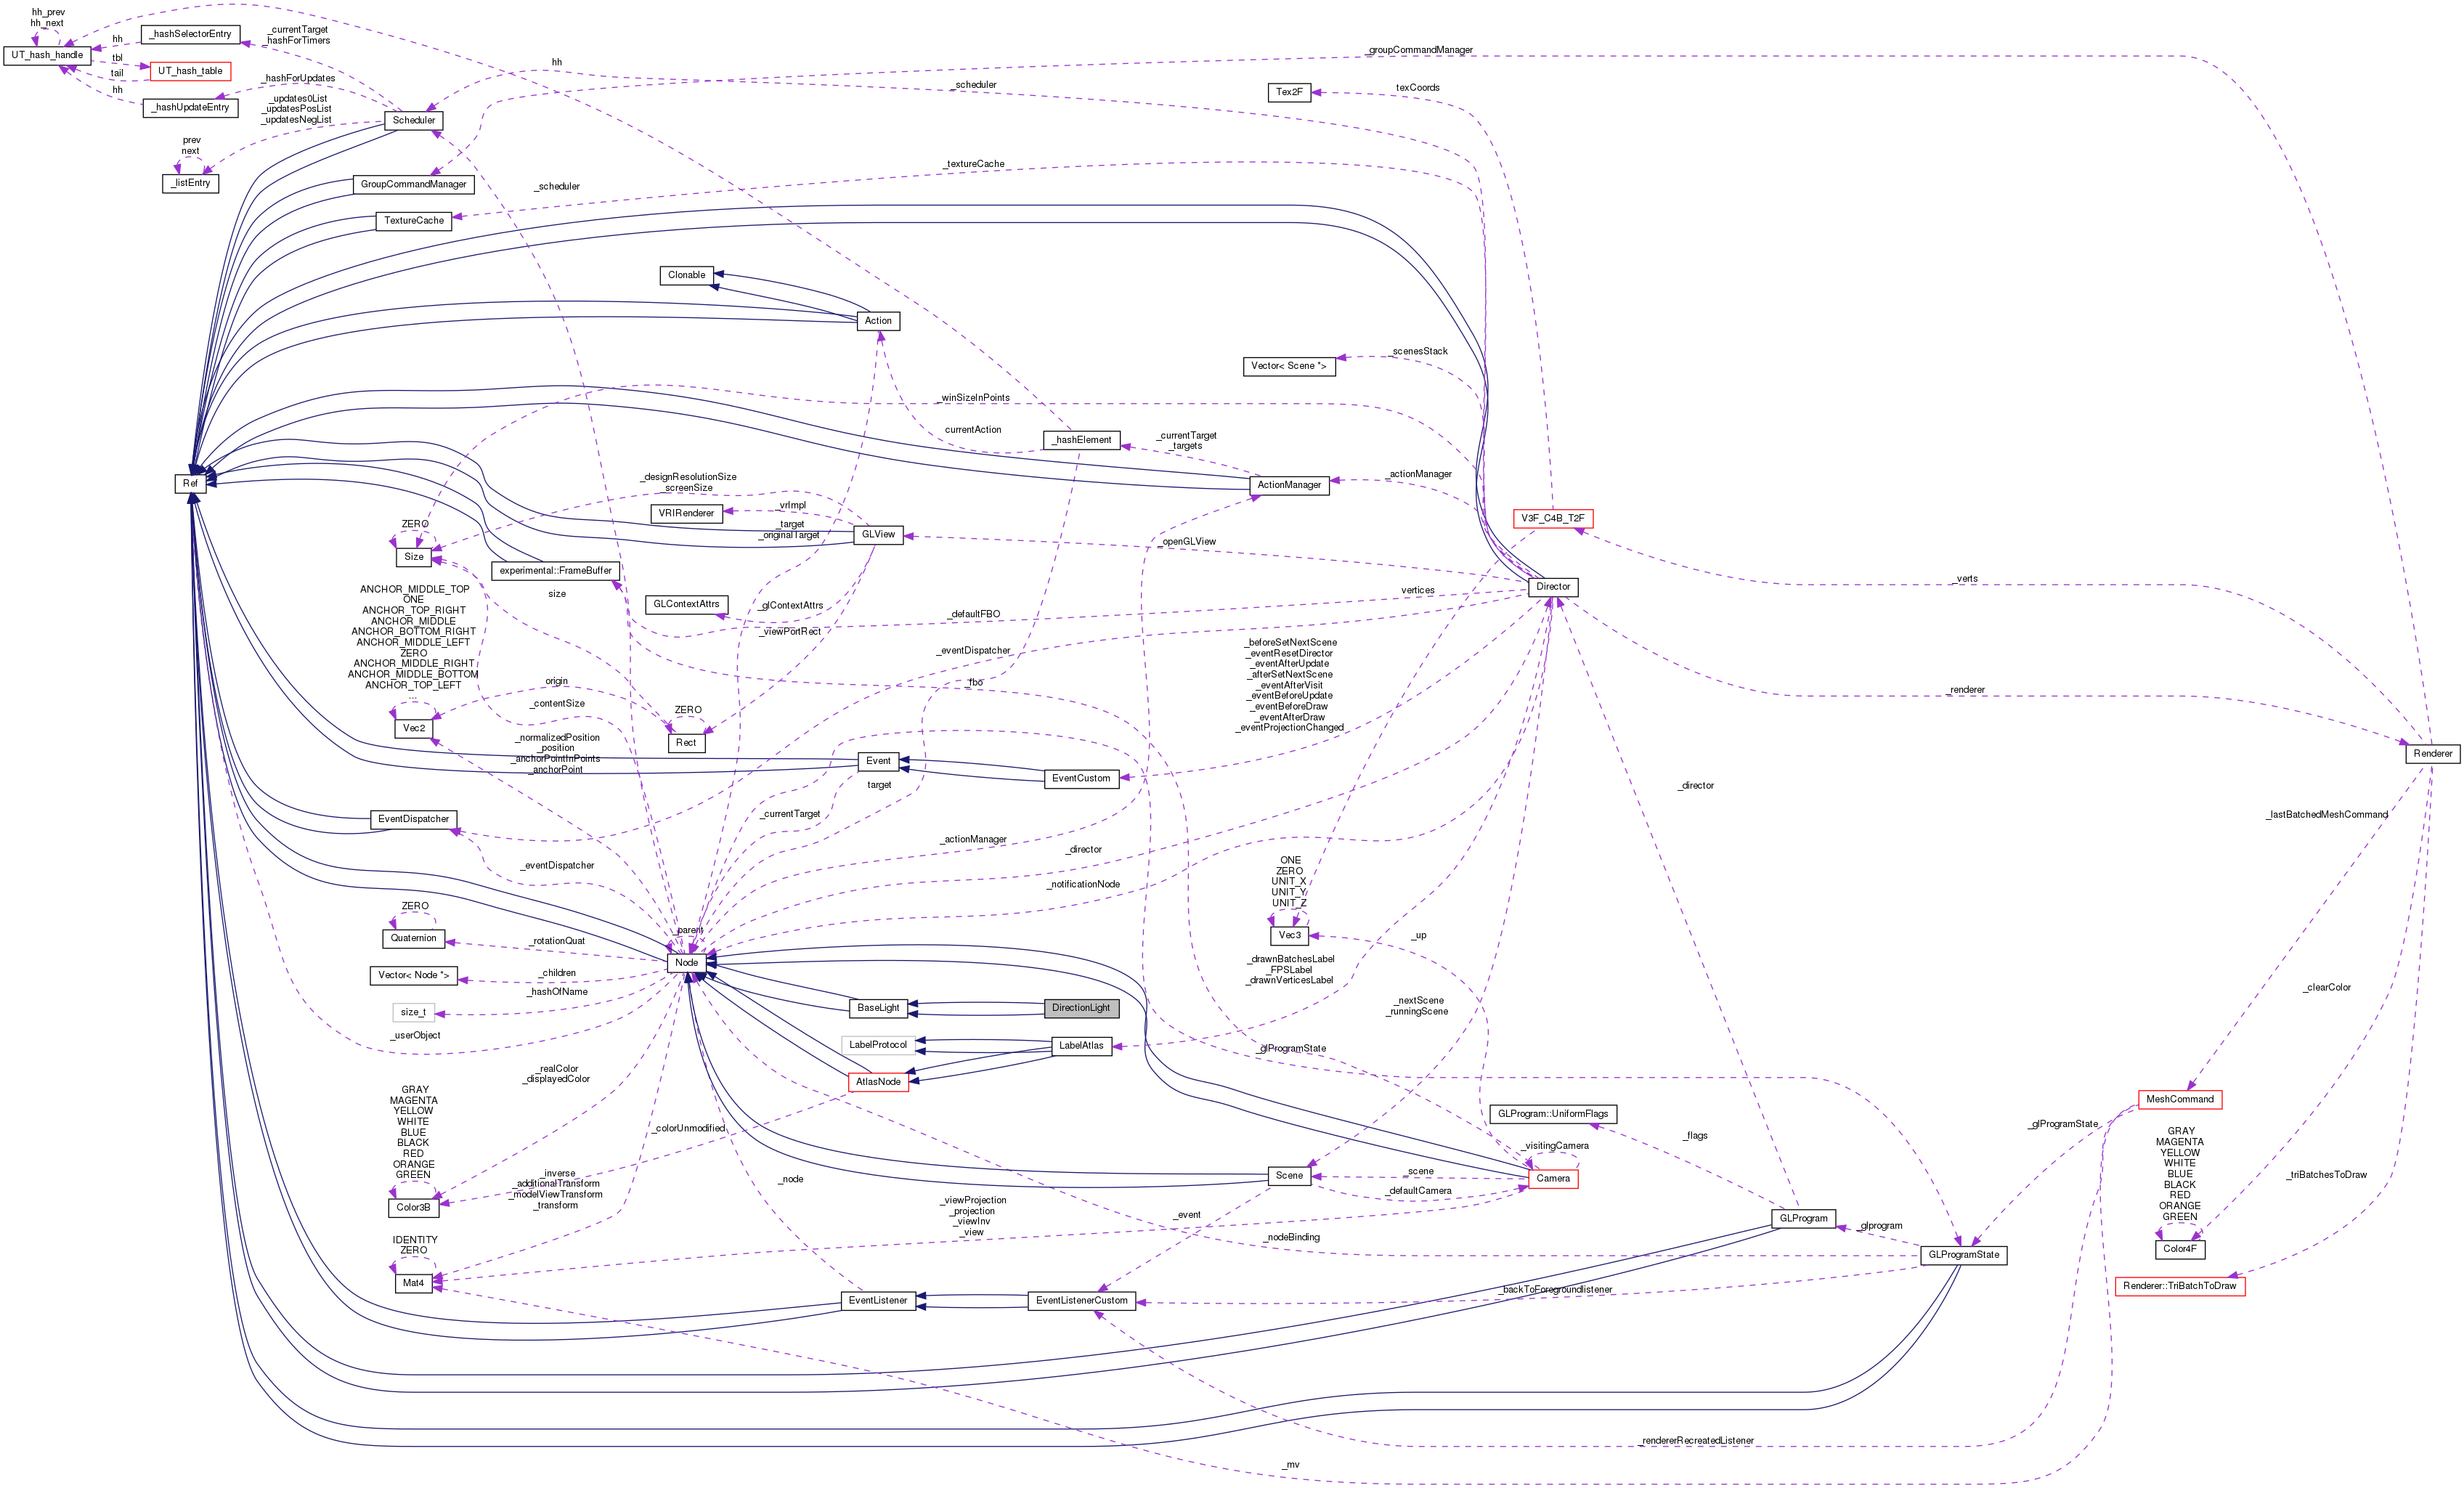 hh_prev
hh_next
UT_hash_handle
hh
_hashSelectorEntry
tbl
tail
UT_hash_table
hh
_hashUpdateEntry
_currentTarget
_hashForTimers
_hashForUpdates
_updates0List
_updatesPosList
_updatesNegList
prev
next
_listEntry
Scheduler
GroupCommandManager
TextureCache
hh
_scheduler
_groupCommandManager
_scheduler
_textureCache
Tex2F
texCoords
Clonable
Action
Vector< Scene *>
_scenesStack
_winSizeInPoints
currentAction
_hashElement
_currentTarget
_targets
ActionManager
_actionManager
Ref
_designResolutionSize
_screenSize
VRIRenderer
_vrImpl
_target
_originalTarget
GLView
_openGLView
V3F_C4B_T2F
ZERO
Size
experimental::FrameBuffer
size
GLContextAttrs
_glContextAttrs
_viewPortRect
_defaultFBO
vertices
Director
_verts
ANCHOR_MIDDLE_TOP
ONE
ANCHOR_TOP_RIGHT
ANCHOR_MIDDLE
ANCHOR_BOTTOM_RIGHT
ANCHOR_MIDDLE_LEFT
ZERO
ANCHOR_MIDDLE_RIGHT
ANCHOR_MIDDLE_BOTTOM
ANCHOR_TOP_LEFT
...
Vec2
origin
_contentSize
ZERO
Rect
_eventDispatcher
_fbo
_beforeSetNextScene
_eventResetDirector
_eventAfterUpdate
_afterSetNextScene
_eventAfterVisit
_eventBeforeUpdate
_eventBeforeDraw
_eventAfterDraw
_eventProjectionChanged
_renderer
Renderer
_normalizedPosition
_position
_anchorPointInPoints
_anchorPoint
Event
EventCustom
target
_currentTarget
_director
EventDispatcher
_eventDispatcher
_actionManager
_director
_notificationNode
_lastBatchedMeshCommand
ZERO
Quaternion
_rotationQuat
_parent
Node
ONE
ZERO
UNIT_X
UNIT_Y
UNIT_Z
Vec3
_up
Vector< Node *>
_children
_hashOfName
size_t
_userObject
BaseLight
DirectionLight
_drawnBatchesLabel
_FPSLabel
_drawnVerticesLabel
_nextScene
_runningScene
_clearColor
LabelProtocol
LabelAtlas
_glProgramState
AtlasNode
_realColor
_displayedColor
GRAY
MAGENTA
YELLOW
WHITE
BLUE
BLACK
RED
ORANGE
GREEN
Color3B
_colorUnmodified
GLProgram::UniformFlags
_flags
MeshCommand
_glProgramState
_visitingCamera
Scene
_scene
Camera
_defaultCamera
_inverse
_additionalTransform
_modelViewTransform
_transform
_node
_viewProjection
_projection
_viewInv
_view
_event
GLProgram
_glprogram
_nodeBinding
GLProgramState
GRAY
MAGENTA
YELLOW
WHITE
BLUE
BLACK
RED
ORANGE
GREEN
Color4F
_triBatchesToDraw
Renderer::TriBatchToDraw
IDENTITY
ZERO
Mat4
EventListener
EventListenerCustom
_backToForegroundlistener
_rendererRecreatedListener
_mv